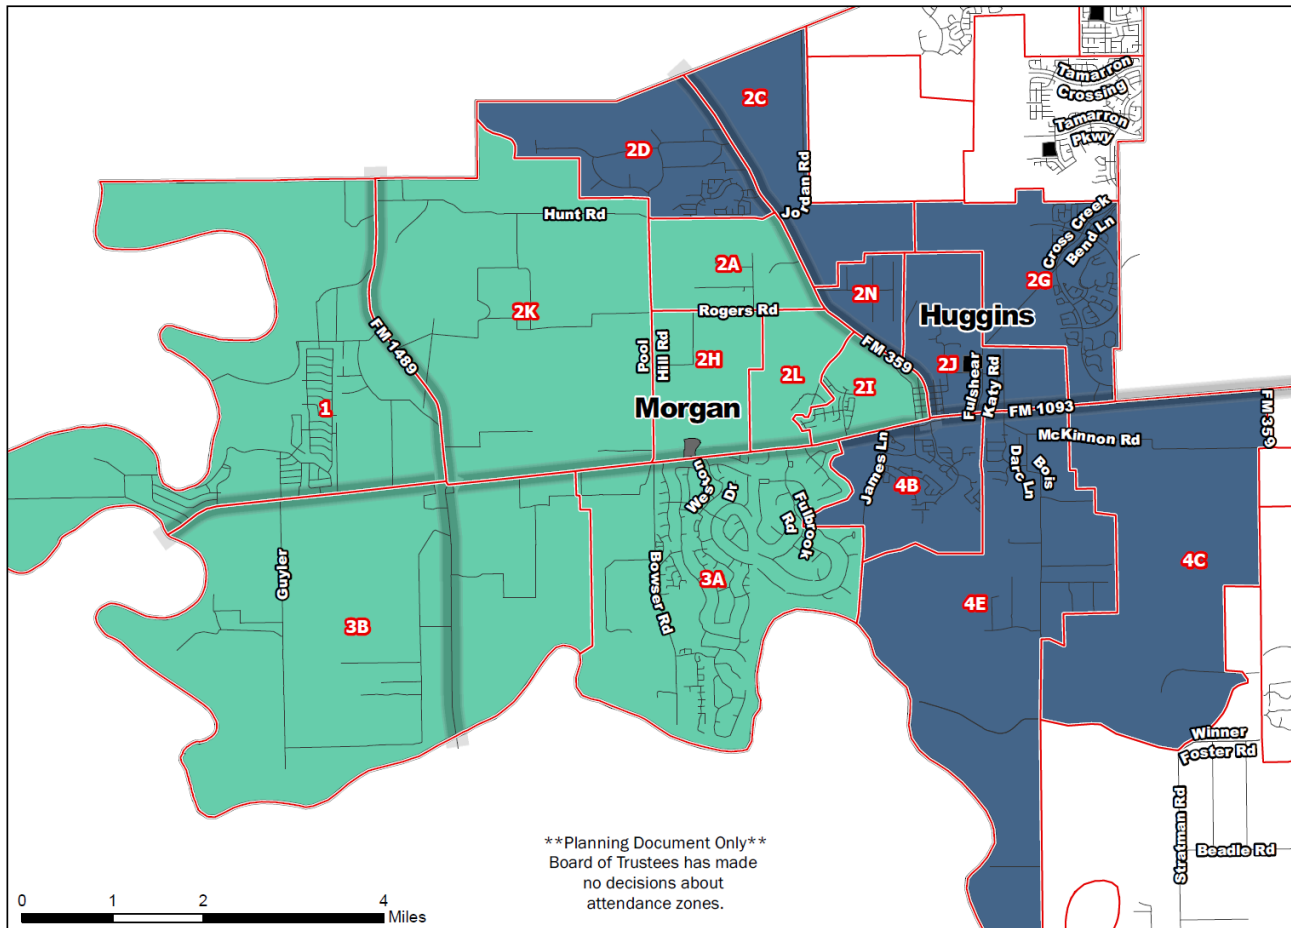 Tamarron
Crossing
Tamarron
Pkwy
2C
2D
Jordan Rd
Hunt Rd
Cross Creek
Bend Ln
2A
2G
2N
2K
Rogers Rd
Huggins
FM 1489
Pool
Hill Rd
FM 359
2H
2J
2L
2I
Fulshear
Katy Rd
1
Morgan
FM 1093
FM 359
McKinnon Rd
James Ln
Bois
Darc Ln
4B
Weston
Dr
Fulbrook
Rd
4C
Guyler
Bowser Rd
3A
4E
3B
Winner
Foster Rd
Stratman Rd
Beadle Rd
**Planning Document Only**
Board of Trustees has made
no decisions about
attendance zones.
0 1 2 4
Miles